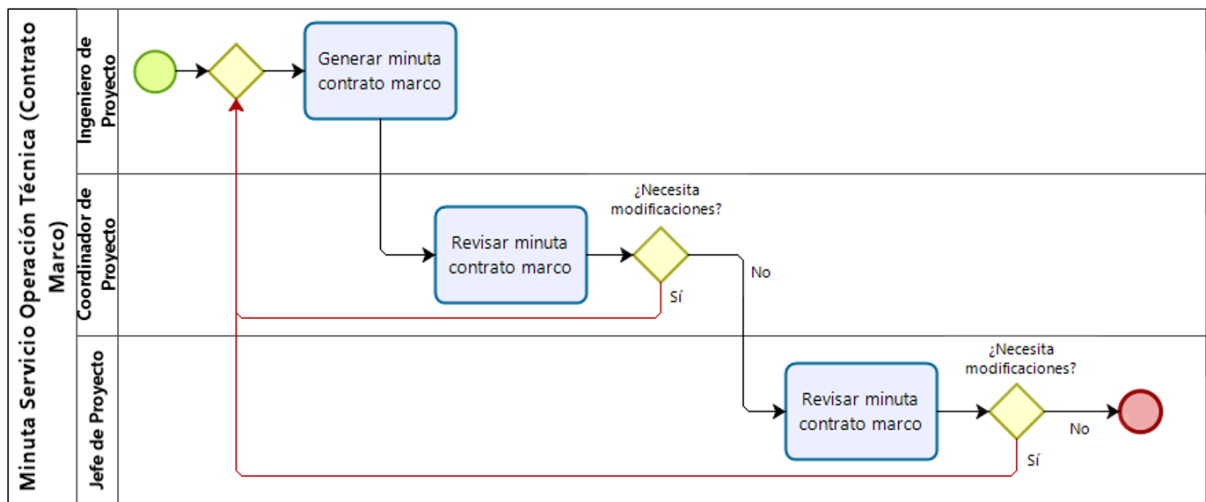 Minuta Servicio Operación Técnica (Contrato
Marco)
Ingeniero de
Proyecto
Generar minuta
contrato marco
Coordinador de
Proyecto
Revisar minuta
contrato marco
¿Necesita
modificaciones?
No
Sí
Jefe de Proyecto
Revisar minuta
contrato marco
¿Necesita
modificaciones?
No
Sí